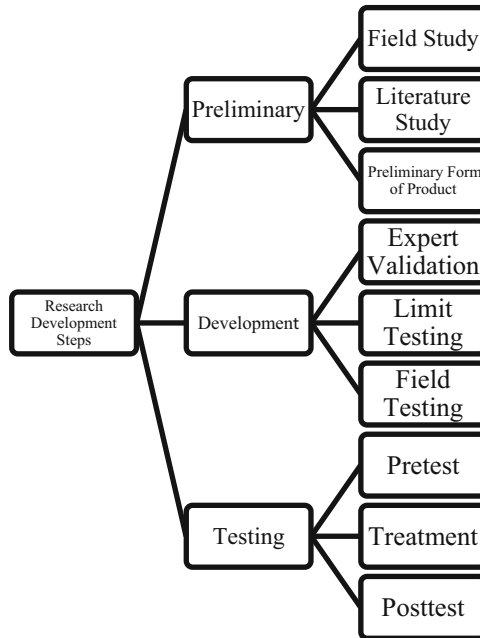 Research
Development
Steps
Preliminary
Field Study
Literature
Study
Preliminary Form
of Product
Development
Expert
Validation
Limit
Testing
Field
Testing
Testing
Pretest
Treatment
Posttest